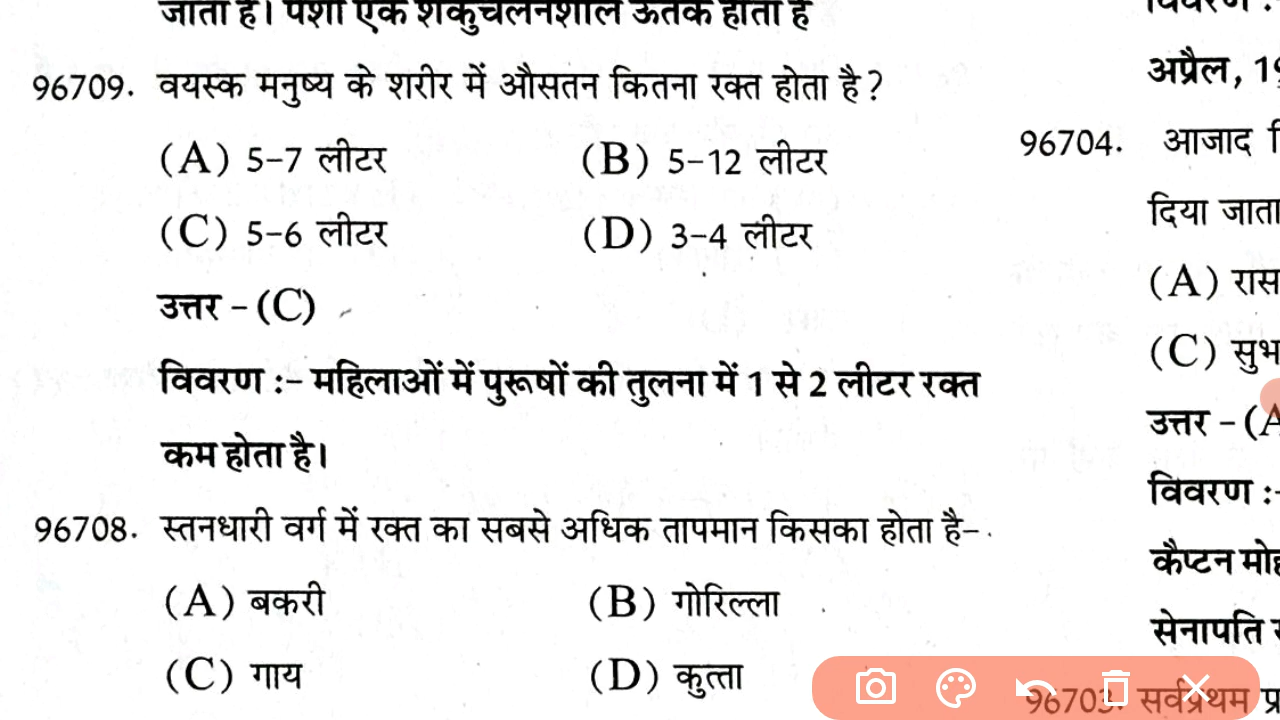 जाता है। पेशी एक शंकुचलनशील ऊतक होता है
96709. वयस्क मनुष्य के शरीर में औसतन कितना रक्त होता है?
(A) 5-7 लीटर (B) 5-12 लीटर
(C) 5-6 लीटर (D) 3-4 लीटर
उत्तर - (C)
विवरण :- महिलाओं में पुरूषों की तुलना में 1 से 2 लीटर रक्त
कम होता है।
96708. स्तनधारी वर्ग में रक्त का सबसे अधिक तापमान किसका होता है-
(A) बकरी (B) गोरिल्ला
(C) गाय (D) कुत्ता
विवरण :-
अप्रैल, 19
96704. आजाद
दिया जाता
(A) रास
(C) सुभ
उत्तर - (A
विवरण :-
कैप्टन मोह
सेनापति
96703. सर्वप्रथम